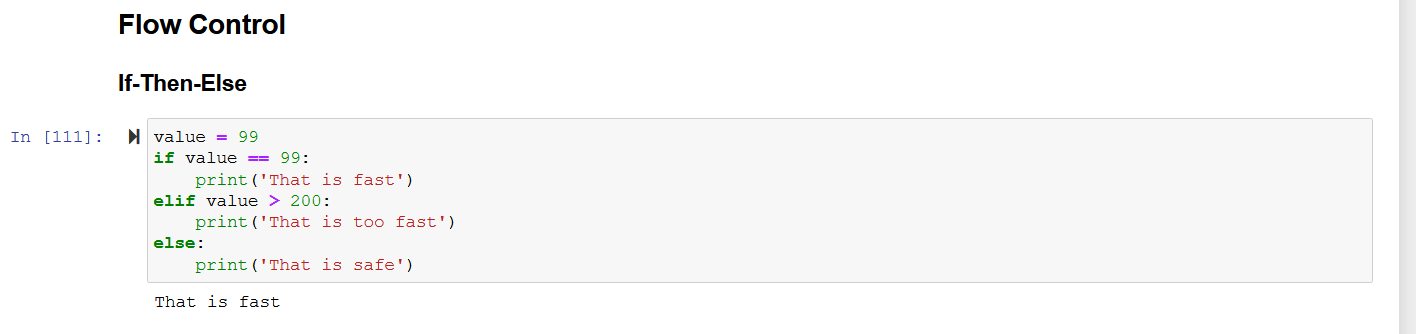 Flow Control
If-Then-Else
In [111]:
value = 99
if value == 99:
    print('That is fast')
elif value > 200:
    print('That is too fast')
else:
    print('That is safe')
That is fast